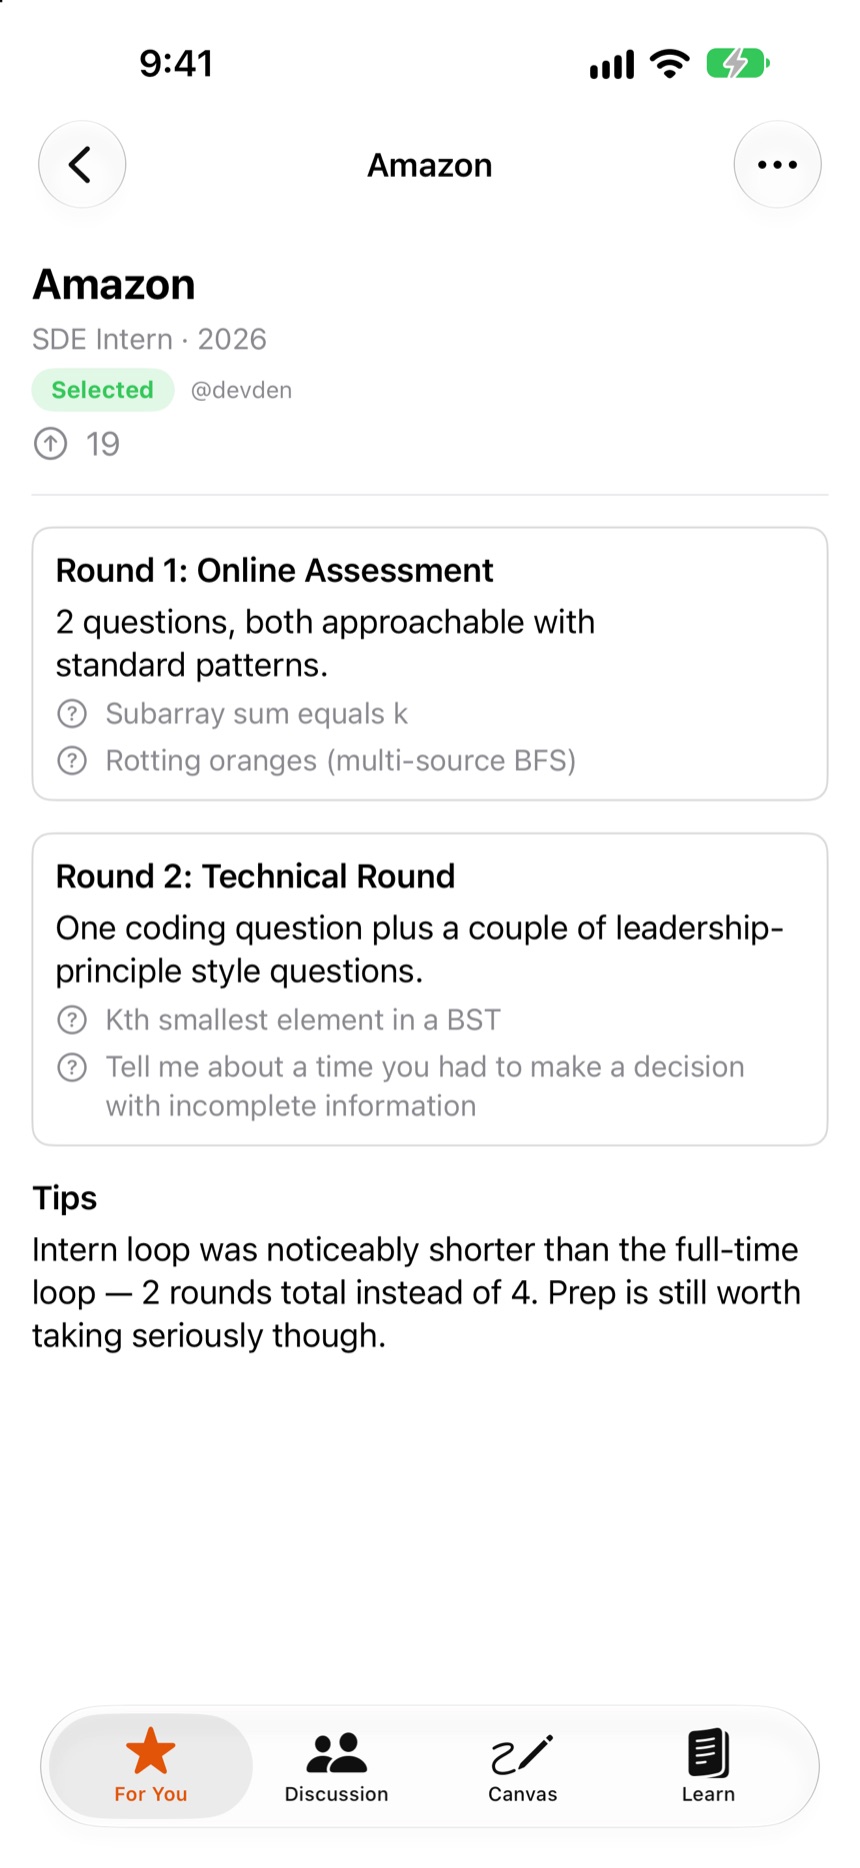 9:41
Amazon
Amazon
SDE Intern · 2026
Selected @devden
19
Round 1: Online Assessment
2 questions, both approachable with
standard patterns.
? Subarray sum equals k
? Rotting oranges (multi-source BFS)
Round 2: Technical Round
One coding question plus a couple of leadership-
principle style questions.
? Kth smallest element in a BST
? Tell me about a time you had to make a decision
with incomplete information
Tips
Intern loop was noticeably shorter than the full-time
loop — 2 rounds total instead of 4. Prep is still worth
taking seriously though.
For You Discussion Canvas Learn